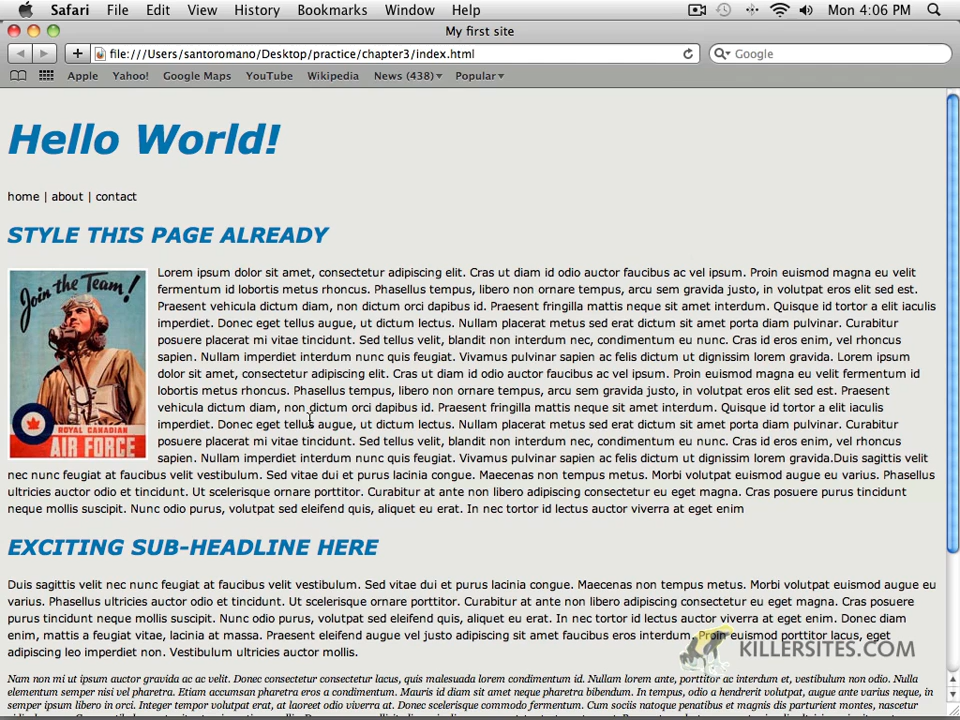 Safari File Edit View History Bookmarks Window Help Mon 4:06 PM
My first site
file:///Users/santoromano/Desktop/practice/chapter3/index.html Google
Apple Yahoo! Google Maps YouTube Wikipedia News (438) Popular
Hello World!
home | about | contact
STYLE THIS PAGE ALREADY
Join the Team!
ROYAL CANADIAN
AIR FORCE
Lorem ipsum dolor sit amet, consectetur adipiscing elit. Cras ut diam id odio auctor faucibus ac vel ipsum. Proin euismod magna eu velit
fermentum id lobortis metus rhoncus. Phasellus tempus, libero non ornare tempus, arcu sem gravida justo, in volutpat eros elit sed est.
Praesent vehicula dictum diam, non dictum orci dapibus id. Praesent fringilla mattis neque sit amet interdum. Quisque id tortor a elit iaculis
imperdiet. Donec eget tellus augue, ut dictum lectus. Nullam placerat metus sed erat dictum sit amet porta diam pulvinar. Curabitur
posuere placerat mi vitae tincidunt. Sed tellus velit, blandit non interdum nec, condimentum eu nunc. Cras id eros enim, vel rhoncus
sapien. Nullam imperdiet interdum nunc quis feugiat. Vivamus pulvinar sapien ac felis dictum ut dignissim lorem gravida. Lorem ipsum
dolor sit amet, consectetur adipiscing elit. Cras ut diam id odio auctor faucibus ac vel ipsum. Proin euismod magna eu velit fermentum id
lobortis metus rhoncus. Phasellus tempus, libero non ornare tempus, arcu sem gravida justo, in volutpat eros elit sed est. Praesent
vehicula dictum diam, non dictum orci dapibus id. Praesent fringilla mattis neque sit amet interdum. Quisque id tortor a elit iaculis
imperdiet. Donec eget tellus augue, ut dictum lectus. Nullam placerat metus sed erat dictum sit amet porta diam pulvinar. Curabitur
posuere placerat mi vitae tincidunt. Sed tellus velit, blandit non interdum nec, condimentum eu nunc. Cras id eros enim, vel rhoncus
sapien. Nullam imperdiet interdum nunc quis feugiat. Vivamus pulvinar sapien ac felis dictum ut dignissim lorem gravida.Duis sagittis velit
nec nunc feugiat at faucibus velit vestibulum. Sed vitae dui et purus lacinia congue. Maecenas non tempus metus. Morbi volutpat euismod augue eu varius. Phasellus
ultricies auctor odio et tincidunt. Ut scelerisque ornare porttitor. Curabitur at ante non libero adipiscing consectetur eu eget magna. Cras posuere purus tincidunt
neque mollis suscipit. Nunc odio purus, volutpat sed eleifend quis, aliquet eu erat. In nec tortor id lectus auctor viverra at eget enim
EXCITING SUB-HEADLINE HERE
Duis sagittis velit nec nunc feugiat at faucibus velit vestibulum. Sed vitae dui et purus lacinia congue. Maecenas non tempus metus. Morbi volutpat euismod augue eu
varius. Phasellus ultricies auctor odio et tincidunt. Ut scelerisque ornare porttitor. Curabitur at ante non libero adipiscing consectetur eu eget magna. Cras posuere
purus tincidunt neque mollis suscipit. Nunc odio purus, volutpat sed eleifend quis, aliquet eu erat. In nec tortor id lectus auctor viverra at eget enim. Nunc odio diam
enim, mattis a feugiat vitae, lacinia at massa. Praesent eleifend augue vel justo adipiscing sit amet faucibus eros interdum. Proin euismod porttitor lacus, eget
adipiscing leo imperdiet non. Vestibulum ultricies auctor mollis.
KILLERSITES.COM
Nam non mi ut ipsum auctor gravida ac ac velit. Donec consectetur consectetur lacus, quis malesuada lorem condimentum id. Nullam lorem ante, porttitor ac interdum et, vestibulum non odio. Nulla
elementum semper nisi vel pharetra. Etiam accumsan pharetra eros a condimentum. Mauris id diam sit amet neque pharetra bibendum. In tempus, odio a hendrerit volutpat, augue ante varius neque, in
semper est dolor et tortor. Integer tempor volutpat erat, at laoreet odio viverra at. Donec scelerisque commodo fermentum. Cum sociis natoque penatibus et magnis dis parturient montes, nascetur